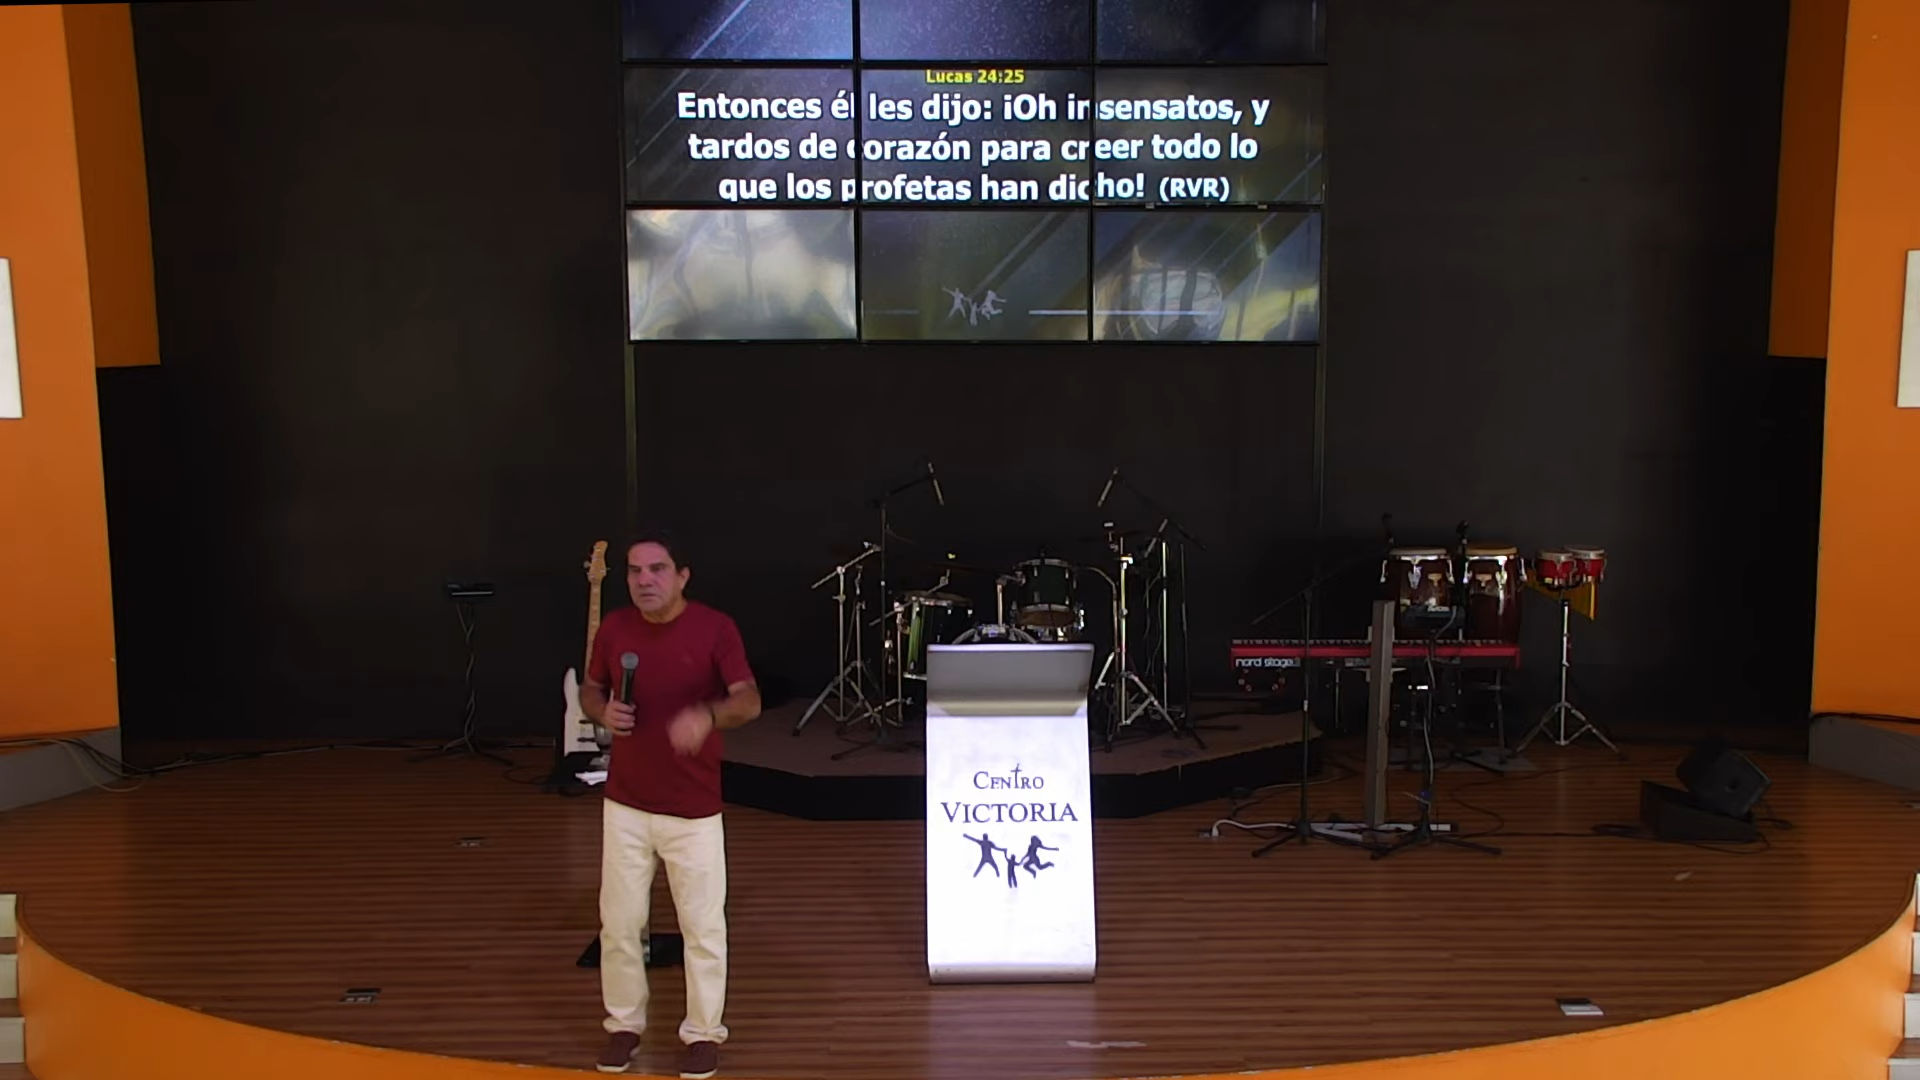 Lucas 24:25
Entonces él les dijo: ¡Oh insensatos, y
tardos de corazón para creer todo lo
que los profetas han dicho! (RVR)
nord stage
CENTRO
VICTORIA